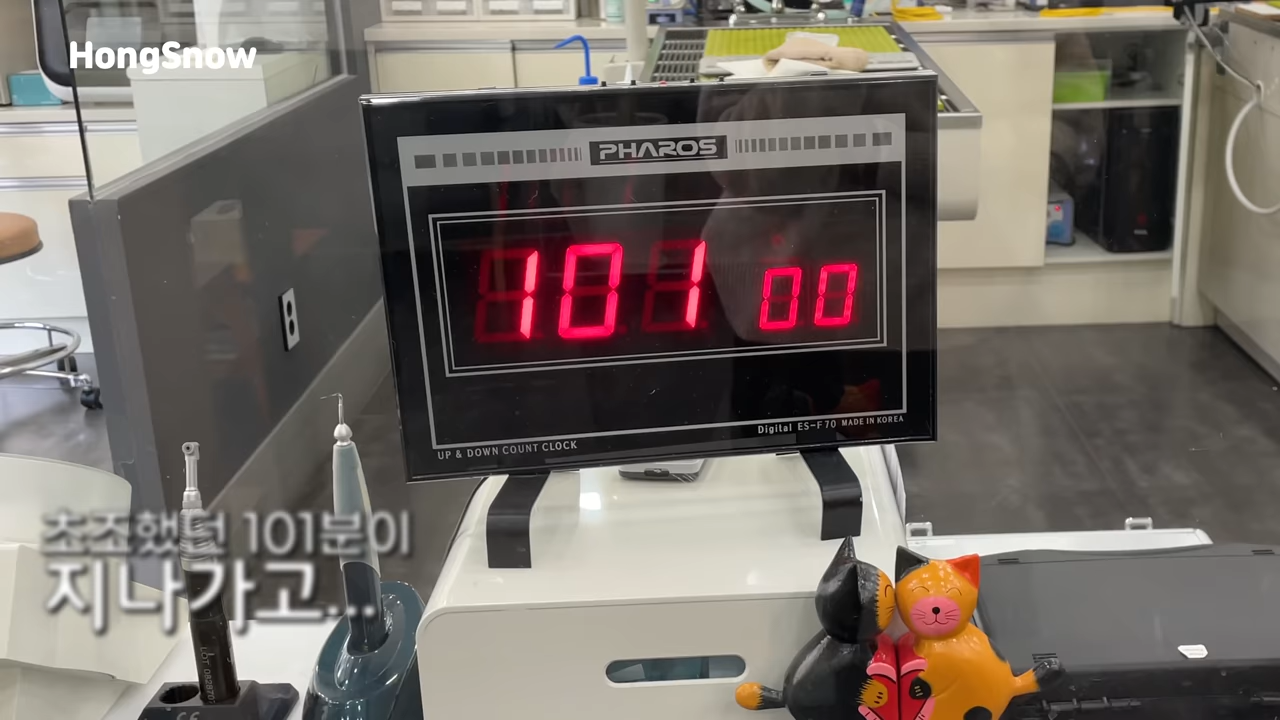 HongSnow
PHAROS
101 00
Digital ES-F70 MADE IN KOREA
UP & DOWN COUNT CLOCK
초조했던 101분이
지나가고...